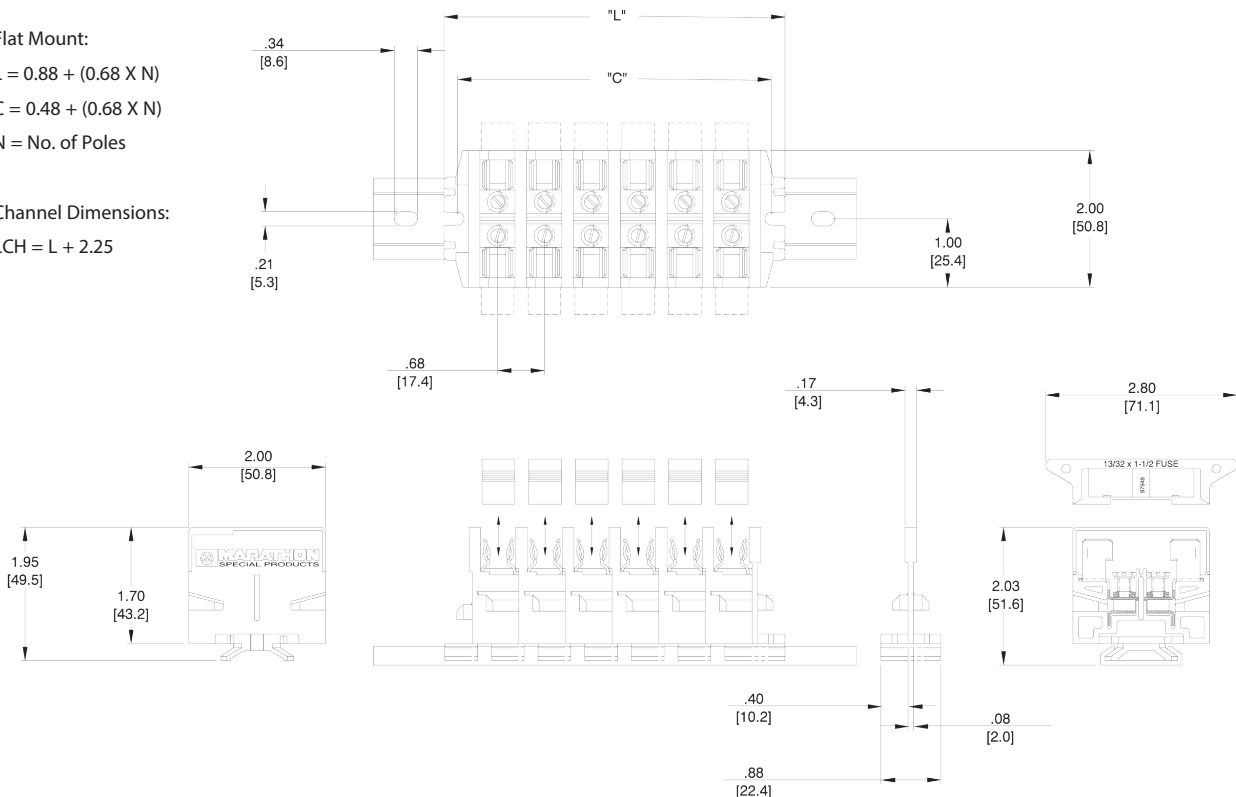 Flat Mount:
L = 0.88 + (0.68 X N)
C = 0.48 + (0.68 X N)
N = No. of Poles
Channel Dimensions:
LCH = L + 2.25
"L"
.34
[8.6]
"C"
.21
[5.3]
2.00
[50.8]
1.00
[25.4]
.68
[17.4]
.17
[4.3]
2.80
[71.1]
13/32 x 1-1/2 FUSE
97949
2.00
[50.8]
1.95
[49.5]
1.70
[43.2]
MARATHON
SPECIAL PRODUCTS
2.03
[51.6]
.40
[10.2]
.08
[2.0]
.88
[22.4]